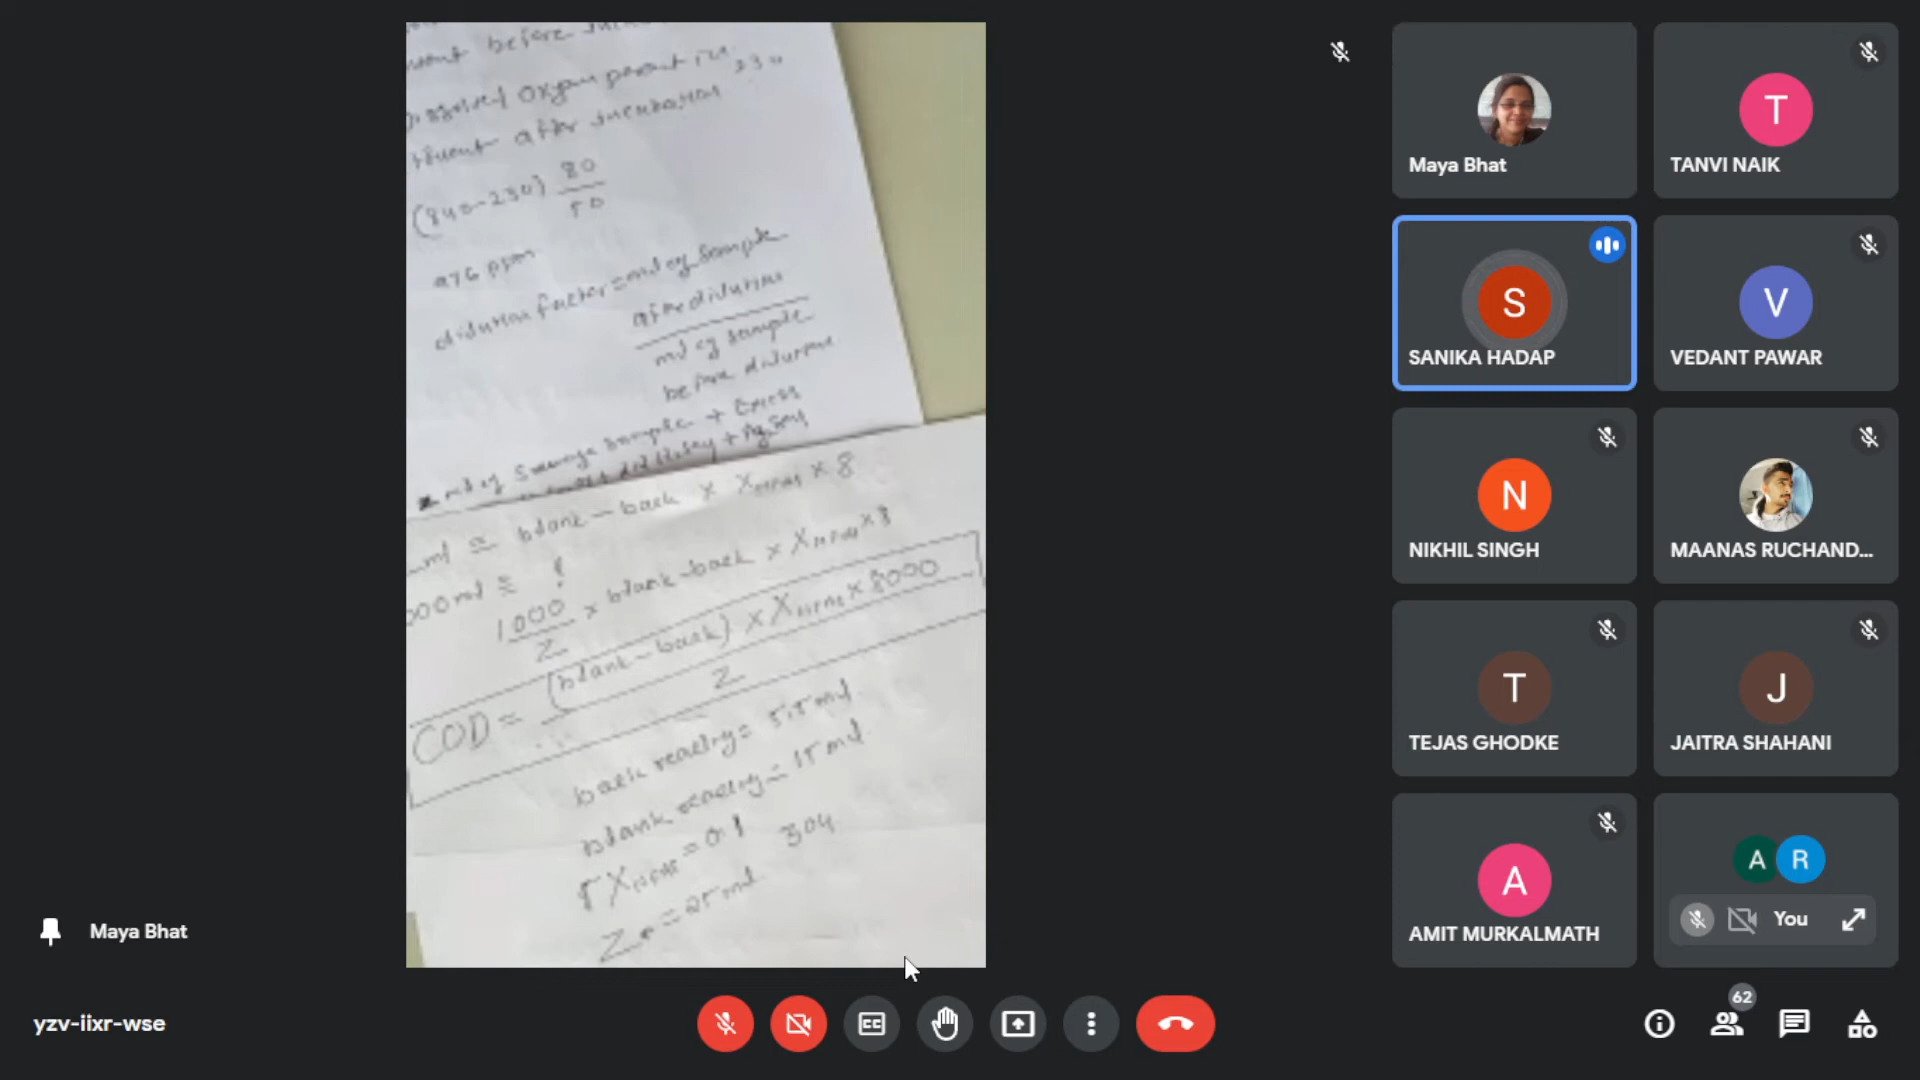 before
Dissolved Oxygen present in 230
effluent after incubation
(840-230) 80
50
976 ppm
dilution factor = ml of sample
after dilution
ml of sample
before dilution
ml of sewage sample + Excess
ml ≡ blank - back x X x 8
000 ml ≡ ?
1000 x blank - back x X x 8
Z
COD = (blank - back) x X x 8000
Z
back reading = 5.5 ml
blank reading = 15 ml
X = 0.1 304
Z = 25 ml
Maya Bhat
TANVI NAIK
SANIKA HADAP
VEDANT PAWAR
NIKHIL SINGH
MAANAS RUCHAND...
TEJAS GHODKE
JAITRA SHAHANI
AMIT MURKALMATH
You
T
S
V
N
T
J
A
A R
Maya Bhat
yzv-iixr-wse
CC
62